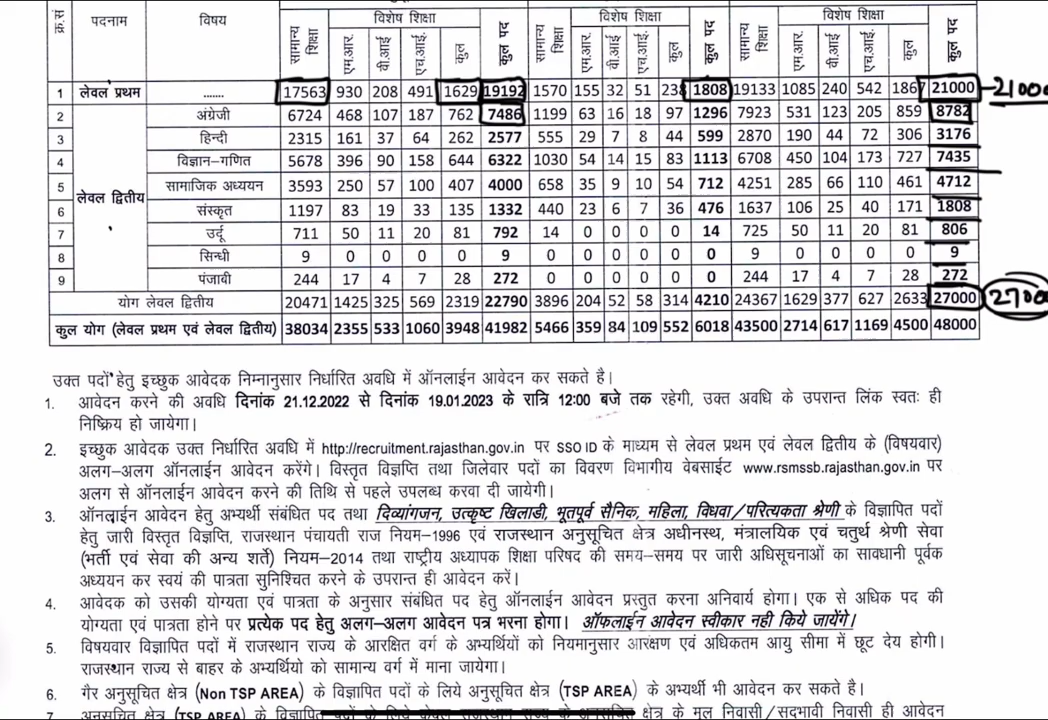 क्र.स पदनाम विषय सामान्य शिक्षा विशेष शिक्षा एम.आर. वी.आई एच.आई. कुल कुल पद सामान्य शिक्षा विशेष शिक्षा एम.आर. वी.आई एच.आई. कुल कुल पद सामान्य शिक्षा विशेष शिक्षा एम.आर. वी.आई एच.आई. कुल कुल पद
1 लेवल प्रथम ....... 17563 930 208 491 1629 19192 1570 155 32 51 238 1808 19133 1085 240 542 1867 21000 21000
2 अंग्रेजी 6724 468 107 187 762 7486 1199 63 16 18 97 1296 7923 531 123 205 859 8782
3 हिन्दी 2315 161 37 64 262 2577 555 29 7 8 44 599 2870 190 44 72 306 3176
4 विज्ञान–गणित 5678 396 90 158 644 6322 1030 54 14 15 83 1113 6708 450 104 173 727 7435
5 लेवल द्वितीय सामाजिक अध्ययन 3593 250 57 100 407 4000 658 35 9 10 54 712 4251 285 66 110 461 4712
6 संस्कृत 1197 83 19 33 135 1332 440 23 6 7 36 476 1637 106 25 40 171 1808
7 उर्दू 711 50 11 20 81 792 14 0 0 0 0 14 725 50 11 20 81 806
8 सिन्धी 9 0 0 0 0 9 0 0 0 0 0 0 9 0 0 0 0 9
9 पंजाबी 244 17 4 7 28 272 0 0 0 0 0 0 244 17 4 7 28 272
योग लेवल द्वितीय 20471 1425 325 569 2319 22790 3896 204 52 58 314 4210 24367 1629 377 627 2633 27000 2700
कुल योग (लेवल प्रथम एवं लेवल द्वितीय) 38034 2355 533 1060 3948 41982 5466 359 84 109 552 6018 43500 2714 617 1169 4500 48000
उक्त पदों हेतु इच्छुक आवेदक निम्नानुसार निर्धारित अवधि में ऑनलाईन आवेदन कर सकते है।
1. आवेदन करने की अवधि दिनांक 21.12.2022 से दिनांक 19.01.2023 के रात्रि 12:00 बजे तक रहेगी, उक्त अवधि के उपरान्त लिंक स्वतः ही
निष्क्रिय हो जायेगा।
2. इच्छुक आवेदक उक्त निर्धारित अवधि में http://recruitment.rajasthan.gov.in पर SSO ID के माध्यम से लेवल प्रथम एवं लेवल द्वितीय के (विषयवार)
अलग–अलग ऑनलाईन आवेदन करेंगे। विस्तृत विज्ञप्ति तथा जिलेवार पदों का विवरण विभागीय वेबसाईट www.rsmssb.rajasthan.gov.in पर
अलग से ऑनलाईन आवेदन करने की तिथि से पहले उपलब्ध करवा दी जायेगी।
3. ऑनलाईन आवेदन हेतु अभ्यर्थी संबंधित पद तथा दिव्यांगजन, उत्कृष्ट खिलाडी, भूतपूर्व सैनिक, महिला, विधवा/परित्यकता श्रेणी के विज्ञापित पदों
हेतु जारी विस्तृत विज्ञप्ति, राजस्थान पंचायती राज नियम–1996 एवं राजस्थान अनुसूचित क्षेत्र अधीनस्थ, मंत्रालयिक एवं चतुर्थ श्रेणी सेवा
(भर्ती एवं सेवा की अन्य शर्ते) नियम–2014 तथा राष्ट्रीय अध्यापक शिक्षा परिषद की समय–समय पर जारी अधिसूचनाओं का सावधानी पूर्वक
अध्ययन कर स्वयं की पात्रता सुनिश्चित करने के उपरान्त ही आवेदन करें।
4. आवेदक को उसकी योग्यता एवं पात्रता के अनुसार संबंधित पद हेतु ऑनलाईन आवेदन प्रस्तुत करना अनिवार्य होगा। एक से अधिक पद की
योग्यता एवं पात्रता होने पर प्रत्येक पद हेतु अलग–अलग आवेदन पत्र भरना होगा। ऑफलाईन आवेदन स्वीकार नही किये जायेंगे।
5. विषयवार विज्ञापित पदों में राजस्थान राज्य के आरक्षित वर्ग के अभ्यर्थियों को नियमानुसार आरक्षण एवं अधिकतम आयु सीमा में छूट देय होगी।
राजस्थान राज्य से बाहर के अभ्यर्थियों को सामान्य वर्ग में माना जायेगा।
6. गैर अनुसूचित क्षेत्र (Non TSP AREA) के विज्ञापित पदों के लिये अनुसूचित क्षेत्र (TSP AREA) के अभ्यर्थी भी आवेदन कर सकते है।
7. अनुसूचित क्षेत्र (TSP AREA) के विज्ञापित पदों के लिये केवल राजस्थान राज्य के अनुसूचित क्षेत्र के मूल निवासी/सदभावी निवासी ही आवेदन